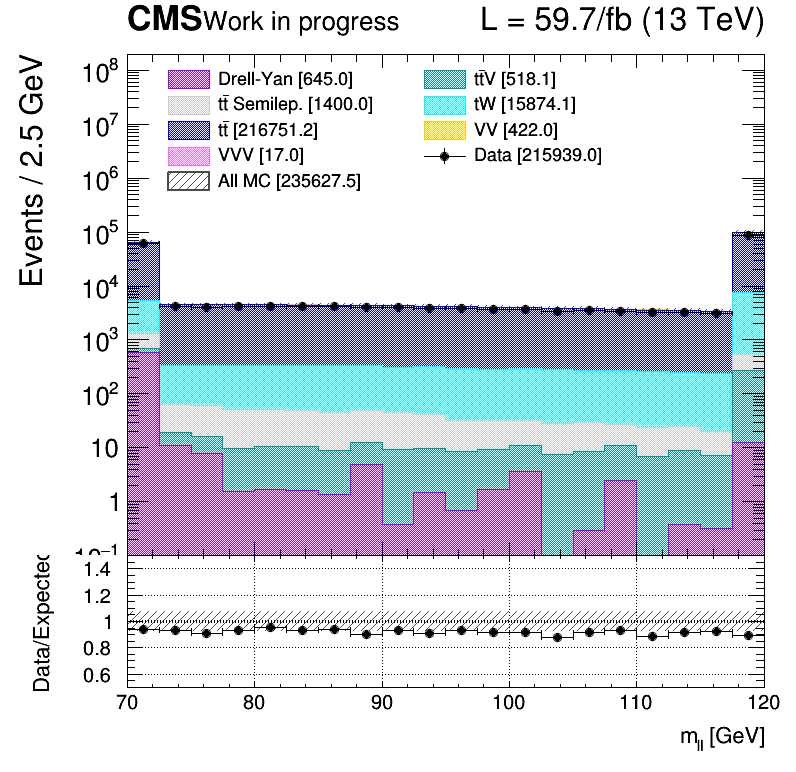 CMS Work in progress L = 59.7/fb (13 TeV)
Events / 2.5 GeV
10⁸
10⁷
10⁶
10⁵
10⁴
10³
10²
10
1
10⁻¹
Drell-Yan [645.0]
tt̄ Semilep. [1400.0]
tt̄ [216751.2]
VVV [17.0]
All MC [235627.5]
tt̄V [518.1]
tW [15874.1]
VV [422.0]
Data [215939.0]
Data/Expected
1.4
1.2
1
0.8
0.6
70 80 90 100 110 120
m_ll [GeV]